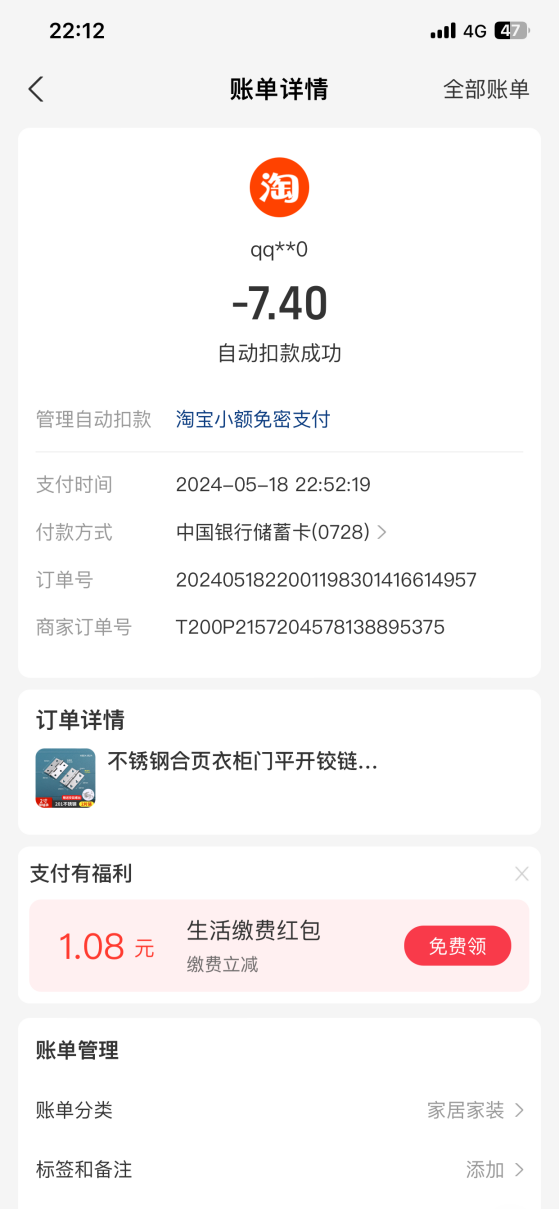 22:12
4G
47
账单详情
全部账单
淘
qq**0
-7.40
自动扣款成功
管理自动扣款 淘宝小额免密支付
支付时间 2024-05-18 22:52:19
付款方式 中国银行储蓄卡(0728)
订单号 2024051822001198301416614957
商家订单号 T200P2157204578138895375
订单详情
不锈钢合页衣柜门平开铰链...
201不锈钢
支付有福利
1.08 元
生活缴费红包
缴费立减
免费领
账单管理
账单分类 家居家装
标签和备注 添加